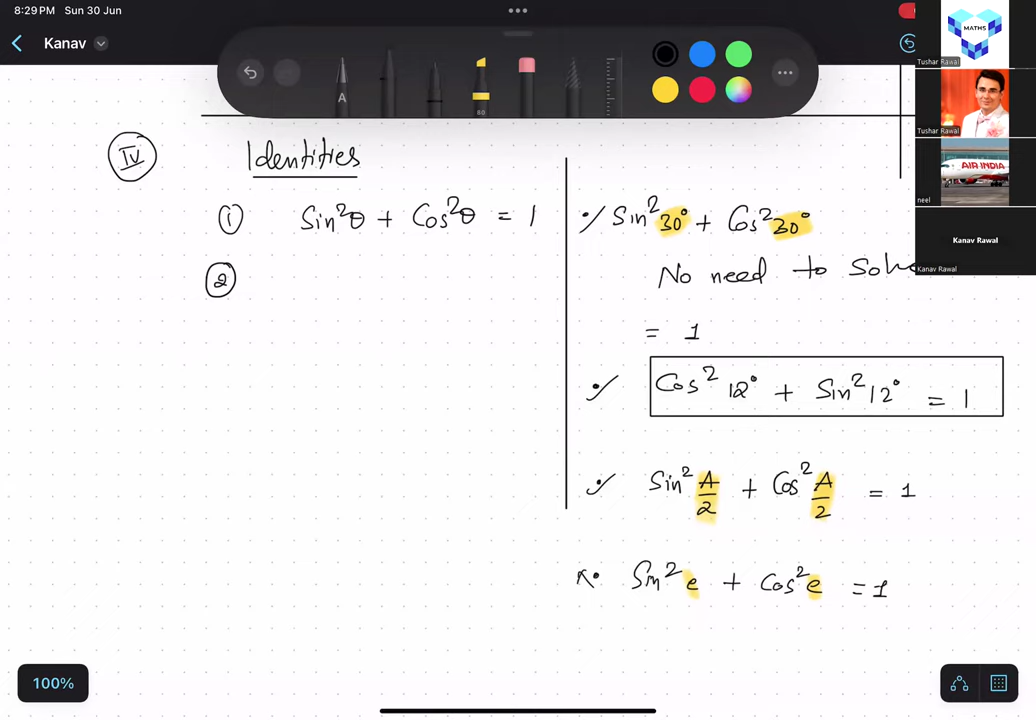 8:29 PM Sun 30 Jun
Kanav
A
80
MATHS
Tushar Rawal
Tushar Rawal
AIR INDIA
neel
Kanav Rawal
Kanav Rawal
IV Identities
1 Sin²θ + Cos²θ = 1
2
Sin² 30° + Cos² 30°
No need to
= 1
Cos² 12° + Sin² 12° = 1
Sin² A/2 + Cos² A/2 = 1
Sin² e + Cos² e = 1
100%